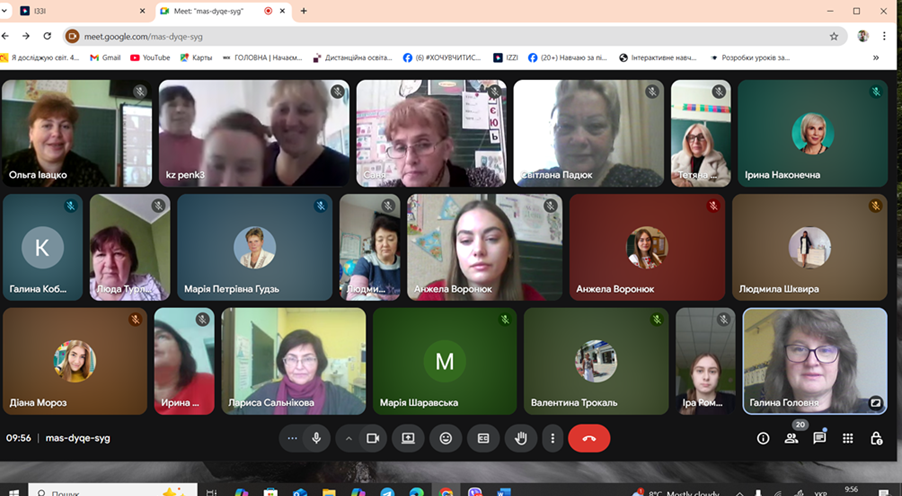 ІЗЗІ
Meet: "mas-dyqe-syg"
meet.google.com/mas-dyqe-syg
Я досліджую світ. 4...
Gmail
YouTube
Карты
ГОЛОВНА | Начаєм...
Дистанційна освіта...
(6) #ХОЧУВЧИТИС...
IZZI
(20+) Навчаю за пі...
Інтерактивне навч...
Розробки уроків за...
»
Ольга Івацко
kz penk3
Світлана Падюк
Тетяна ...
Ірина Наконечна
К
Галина Коб...
Люда Турл...
Марія Петрівна Гудзь
Людми...
Анжела Воронюк
Анжела Воронюк
Людмила Шквира
Діана Мороз
Ирина ...
Лариса Сальнікова
М
Марія Шаравська
Валентина Трокаль
Іра Ром...
Галина Головня
09:56 | mas-dyqe-syg
20
Пошук
8°C Mostly cloudy
УКР
9:56